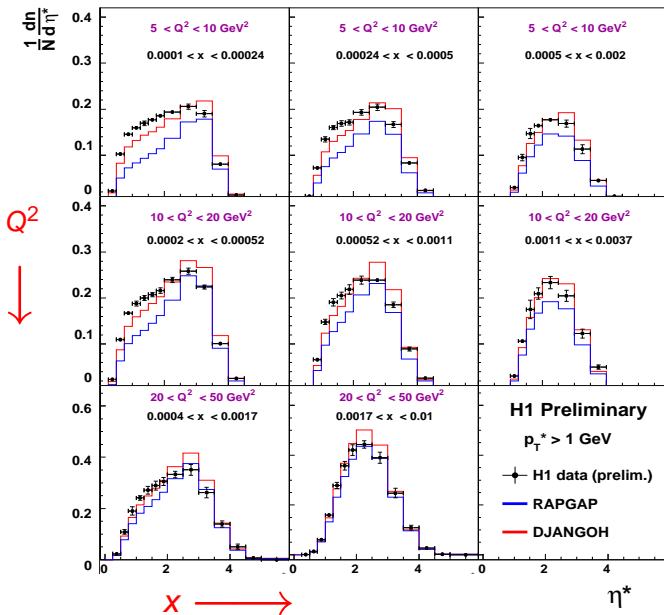 1/N dn/dη*
5 < Q² < 10 GeV²
0.0001 < x < 0.00024
5 < Q² < 10 GeV²
0.00024 < x < 0.0005
5 < Q² < 10 GeV²
0.0005 < x < 0.002
0.4
0.2
0.1
0
Q²
10 < Q² < 20 GeV²
0.0002 < x < 0.00052
10 < Q² < 20 GeV²
0.00052 < x < 0.0011
10 < Q² < 20 GeV²
0.0011 < x < 0.0037
0.4
0.3
0.2
0.1
0
20 < Q² < 50 GeV²
0.0004 < x < 0.0017
20 < Q² < 50 GeV²
0.0017 < x < 0.01
0.6
0.4
0.2
0
H1 Preliminary
p_T* > 1 GeV
H1 data (prelim.)
RAPGAP
DJANGOH
0 2 4
0 2 4
0 2 4
x
η*